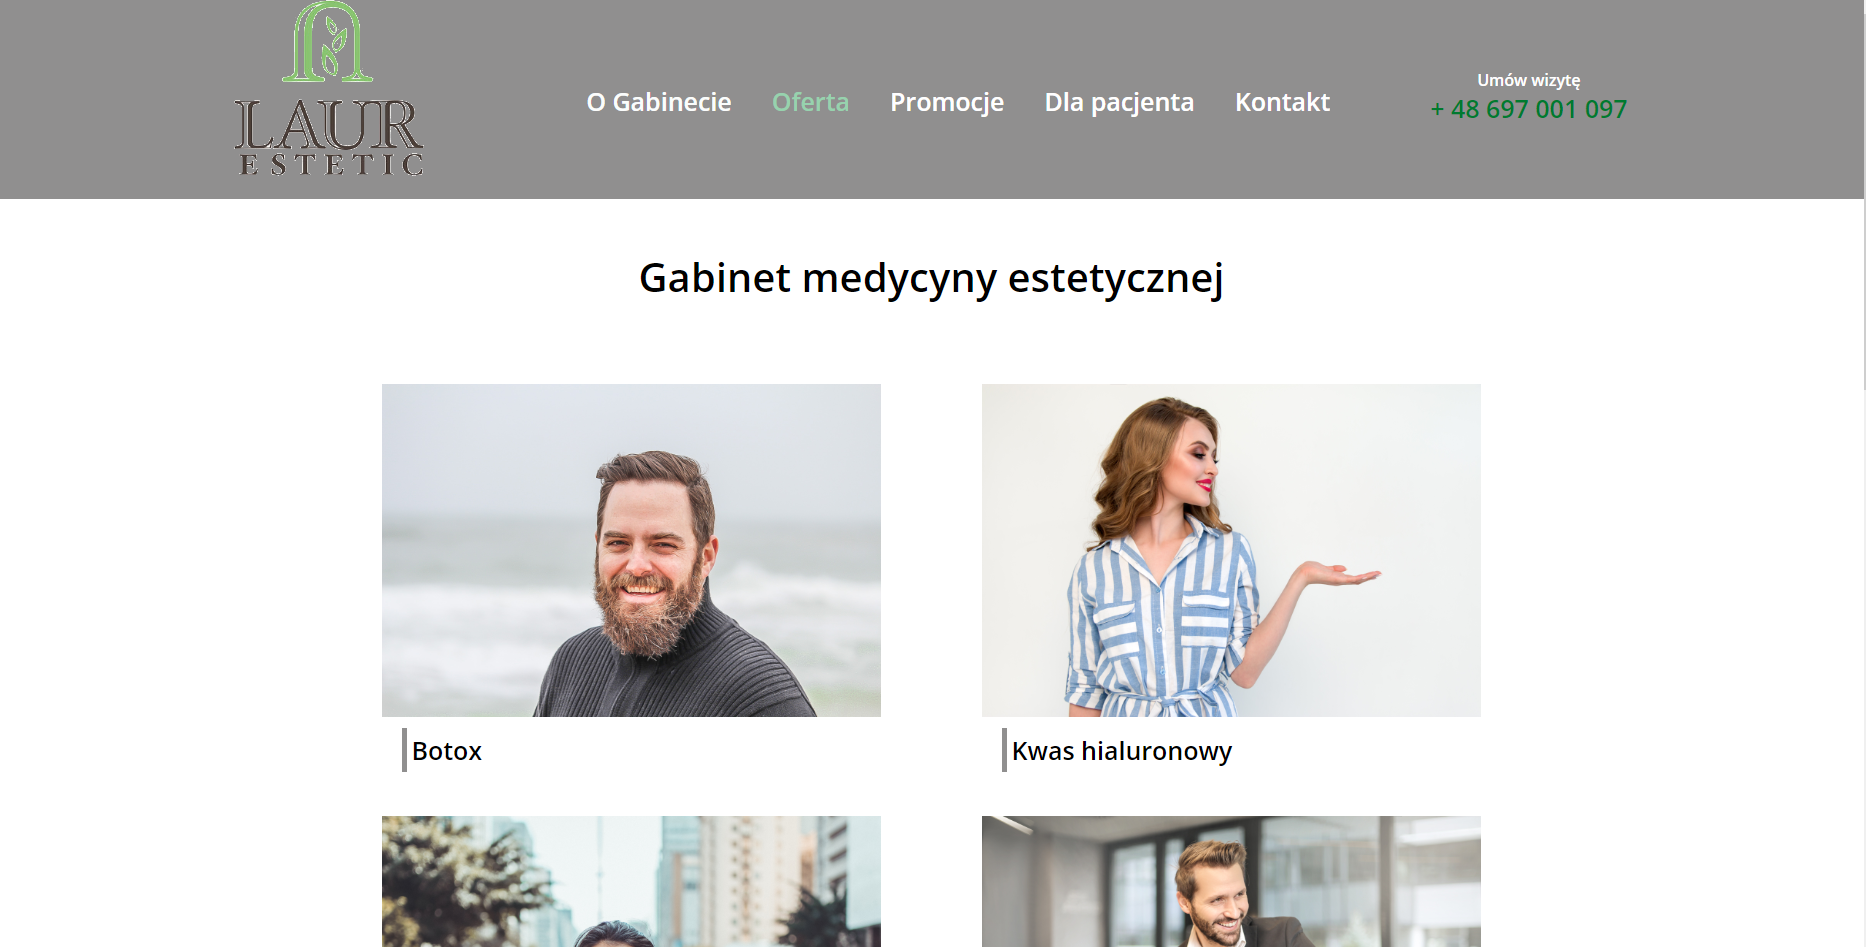 LAUR
ESTETIC
O Gabinecie
Oferta
Promocje
Dla pacjenta
Kontakt
Umów wizytę
+ 48 697 001 097
Gabinet medycyny estetycznej
Botox
Kwas hialuronowy